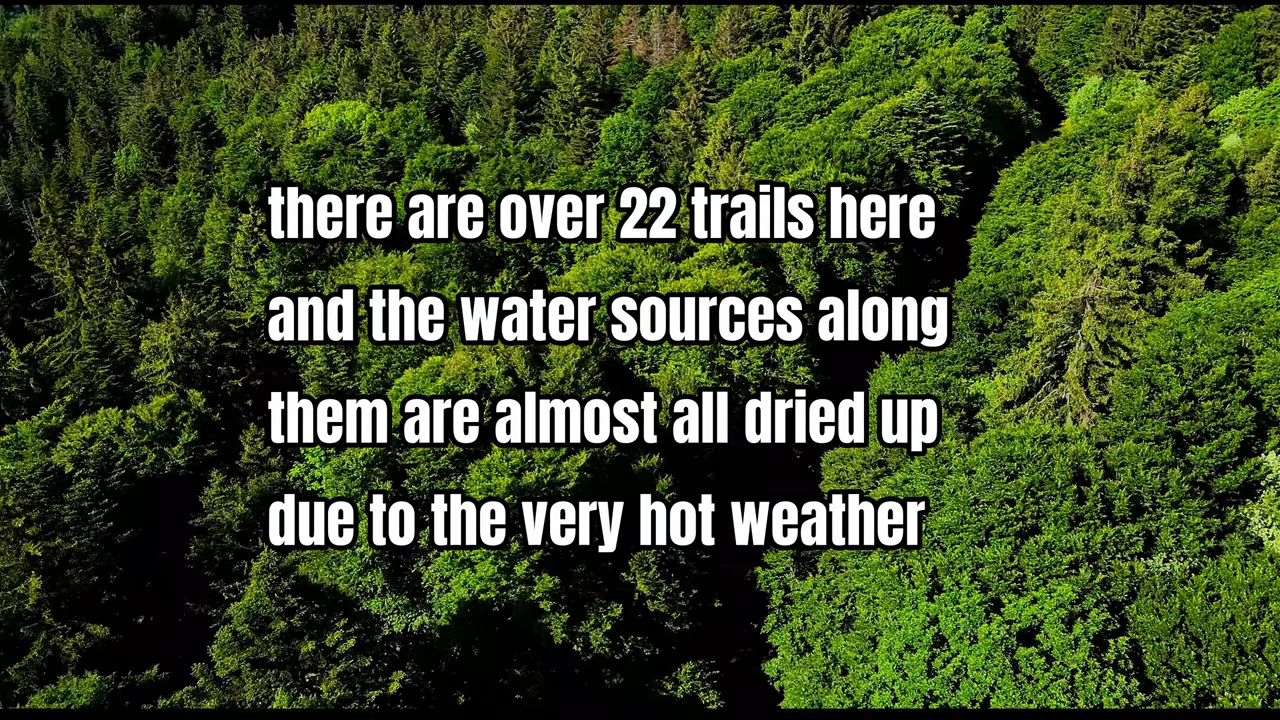 there are over 22 trails here
and the water sources along
them are almost all dried up
due to the very hot weather